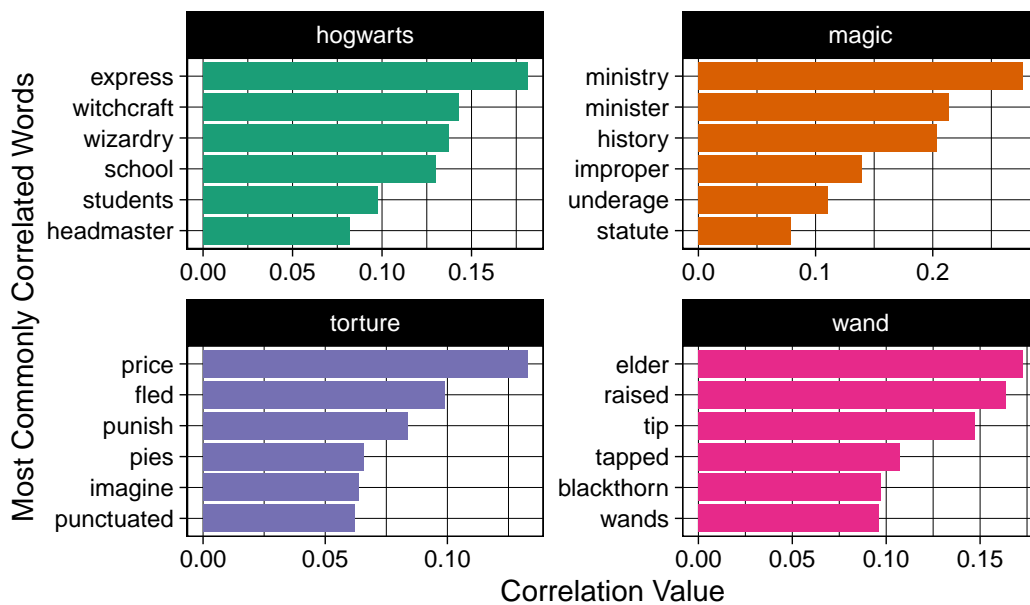 Most Commonly Correlated Words
hogwarts
express
witchcraft
wizardry
school
students
headmaster
0.00 0.05 0.10 0.15
magic
ministry
minister
history
improper
underage
statute
0.0 0.1 0.2
torture
price
fled
punish
pies
imagine
punctuated
0.00 0.05 0.10
wand
elder
raised
tip
tapped
blackthorn
wands
0.00 0.05 0.10 0.15
Correlation Value